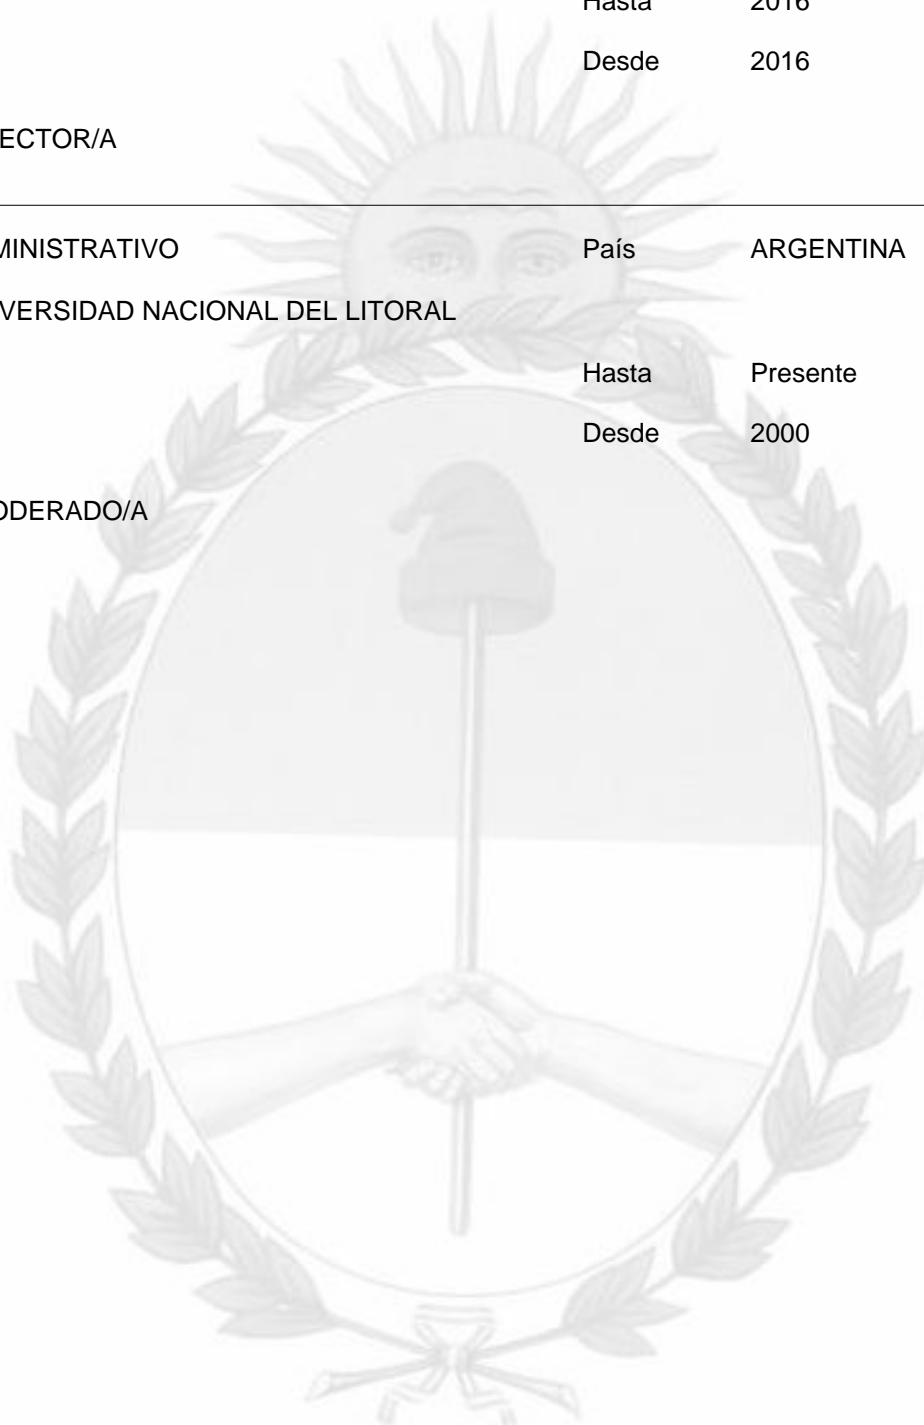 Hasta 2016
Desde 2016
ECTOR/A
MINISTRATIVO País ARGENTINA
VERSIDAD NACIONAL DEL LITORAL
Hasta Presente
Desde 2000
ODERADO/A